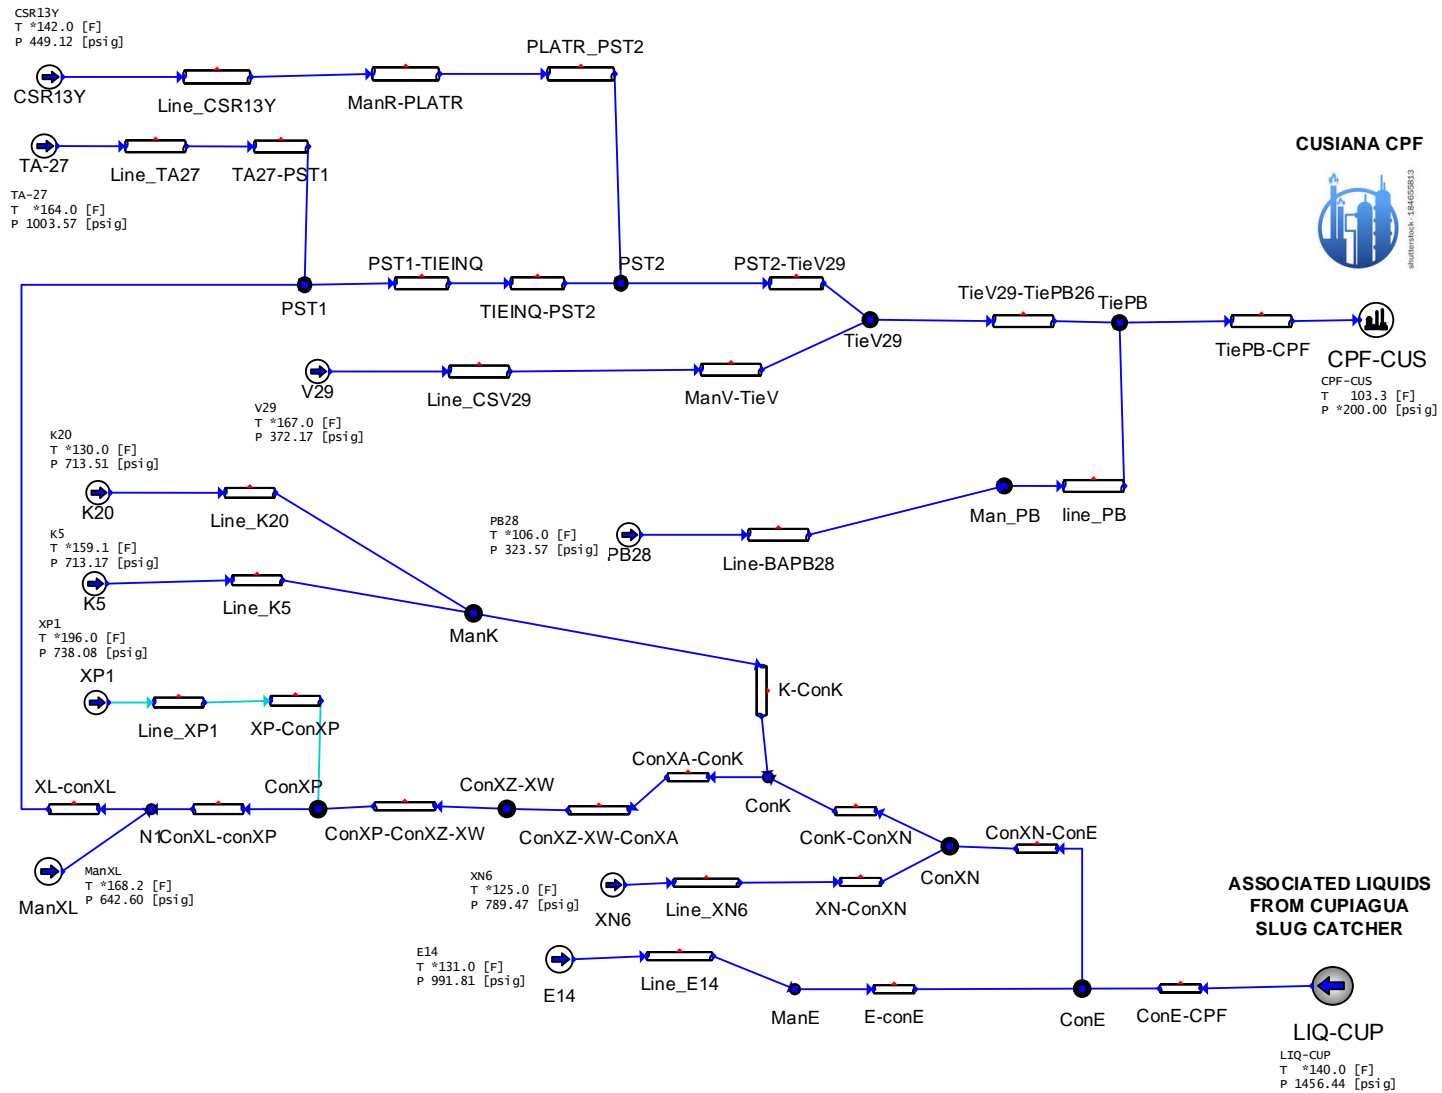 CSR13Y
T *142.0 [F]
P 449.12 [psig]
CSR13Y
Line_CSR13Y
ManR-PLATR
PLATR_PST2
TA-27
Line_TA27
TA27-PST1
TA-27
T *164.0 [F]
P 1003.57 [psig]
CUSIANA CPF
shutterstock · 184655813
PST1
PST1-TIEINQ
TIEINQ-PST2
PST2
PST2-TieV29
TieV29
TieV29-TiePB26
TiePB
TiePB-CPF
CPF-CUS
CPF-CUS
T 103.3 [F]
P *200.00 [psig]
V29
Line_CSV29
ManV-TieV
V29
T *167.0 [F]
P 372.17 [psig]
K20
T *130.0 [F]
P 713.51 [psig]
K20
Line_K20
PB28
T *106.0 [F]
P 323.57 [psig]
PB28
Line-BAPB28
Man_PB
line_PB
K5
T *159.1 [F]
P 713.17 [psig]
K5
Line_K5
ManK
XP1
T *196.0 [F]
P 738.08 [psig]
XP1
Line_XP1
XP-ConXP
K-ConK
XL-conXL
N1
ConXL-conXP
ConXP
ConXP-ConXZ-XW
ConXZ-XW
ConXZ-XW-ConXA
ConXA-ConK
ConK
ConK-ConXN
ConXN
ConXN-ConE
ManXL
ManXL
T *168.2 [F]
P 642.60 [psig]
XN6
T *125.0 [F]
P 789.47 [psig]
XN6
Line_XN6
XN-ConXN
ASSOCIATED LIQUIDS
FROM CUPIAGUA
SLUG CATCHER
E14
T *131.0 [F]
P 991.81 [psig]
E14
Line_E14
ManE
E-conE
ConE
ConE-CPF
LIQ-CUP
LIQ-CUP
T *140.0 [F]
P 1456.44 [psig]